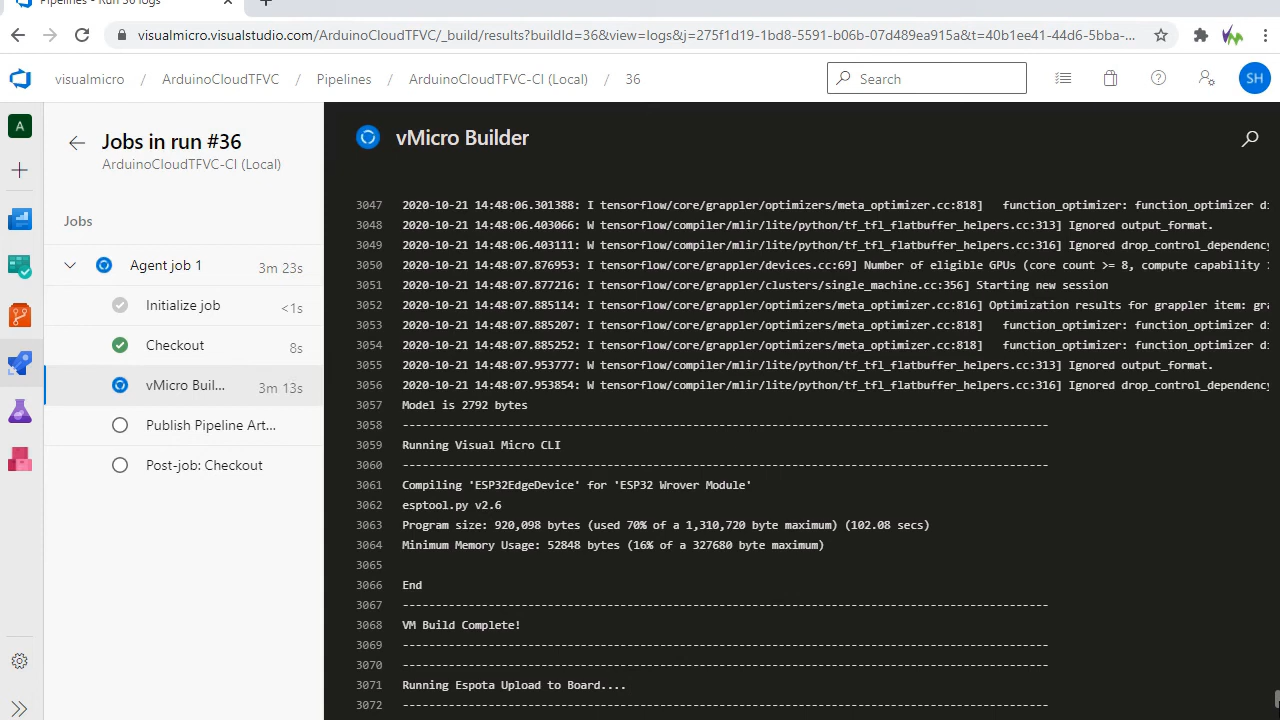 Pipelines - Run 36 logs
visualmicro.visualstudio.com/ArduinoCloudTFVC/_build/results?buildId=36&view=logs&j=275f1d19-1bd8-5591-b06b-07d489ea915a&t=40b1ee41-44d6-5bba-...
visualmicro / ArduinoCloudTFVC / Pipelines / ArduinoCloudTFVC-CI (Local) / 36
Search
SH
A
Jobs in run #36
ArduinoCloudTFVC-CI (Local)
Jobs
Agent job 1 3m 23s
Initialize job <1s
Checkout 8s
vMicro Buil... 3m 13s
Publish Pipeline Art...
Post-job: Checkout
vMicro Builder
3047 2020-10-21 14:48:06.301388: I tensorflow/core/grappler/optimizers/meta_optimizer.cc:818] function_optimizer: function_optimizer di
3048 2020-10-21 14:48:06.403066: W tensorflow/compiler/mlir/lite/python/tf_tfl_flatbuffer_helpers.cc:313] Ignored output_format.
3049 2020-10-21 14:48:06.403111: W tensorflow/compiler/mlir/lite/python/tf_tfl_flatbuffer_helpers.cc:316] Ignored drop_control_dependency
3050 2020-10-21 14:48:07.876953: I tensorflow/core/grappler/devices.cc:69] Number of eligible GPUs (core count >= 8, compute capability >
3051 2020-10-21 14:48:07.877216: I tensorflow/core/grappler/clusters/single_machine.cc:356] Starting new session
3052 2020-10-21 14:48:07.885114: I tensorflow/core/grappler/optimizers/meta_optimizer.cc:816] Optimization results for grappler item: gra
3053 2020-10-21 14:48:07.885207: I tensorflow/core/grappler/optimizers/meta_optimizer.cc:818] function_optimizer: function_optimizer di
3054 2020-10-21 14:48:07.885252: I tensorflow/core/grappler/optimizers/meta_optimizer.cc:818] function_optimizer: function_optimizer di
3055 2020-10-21 14:48:07.953777: W tensorflow/compiler/mlir/lite/python/tf_tfl_flatbuffer_helpers.cc:313] Ignored output_format.
3056 2020-10-21 14:48:07.953854: W tensorflow/compiler/mlir/lite/python/tf_tfl_flatbuffer_helpers.cc:316] Ignored drop_control_dependency
3057 Model is 2792 bytes
3058 --------------------------------------------------------------------------------------------------
3059 Running Visual Micro CLI
3060 --------------------------------------------------------------------------------------------------
3061 Compiling 'ESP32EdgeDevice' for 'ESP32 Wrover Module'
3062 esptool.py v2.6
3063 Program size: 920,098 bytes (used 70% of a 1,310,720 byte maximum) (102.08 secs)
3064 Minimum Memory Usage: 52848 bytes (16% of a 327680 byte maximum)
3065
3066 End
3067 --------------------------------------------------------------------------------------------------
3068 VM Build Complete!
3069 --------------------------------------------------------------------------------------------------
3070 --------------------------------------------------------------------------------------------------
3071 Running Espota Upload to Board....
3072 --------------------------------------------------------------------------------------------------